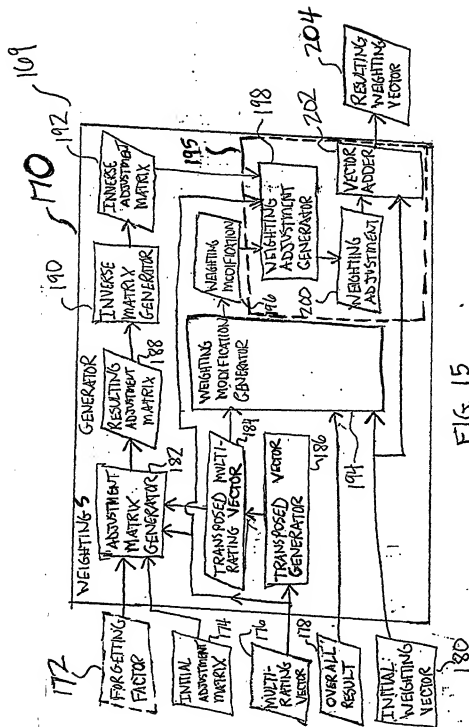 169
170
WEIGHTINGS GENERATOR
172
FORGETTING
FACTOR
INITIAL
ADJUSTMENT
MATRIX
174
MULTI-
RATING
VECTOR
176
OVERALL
RESULT
178
INITIAL
WEIGHTING
VECTOR
180
ADJUSTMENT
MATRIX
GENERATOR
182
TRANSPOSED MULTI-
RATING VECTOR
184
TRANSPOSED VECTOR
GENERATOR
186
RESULTING ADJUSTMENT
MATRIX
188
190
INVERSE
MATRIX
GENERATOR
192
INVERSE
ADJUSTMENT
MATRIX
WEIGHTING
MODIFICATION
GENERATOR
194
195
WEIGHTING
MODIFICATION
196
198
WEIGHTING
ADJUSTMENT
GENERATOR
200
WEIGHTING
ADJUSTMENT
202
VECTOR
ADDER
204
RESULTING
WEIGHTING
VECTOR
FIG. 15